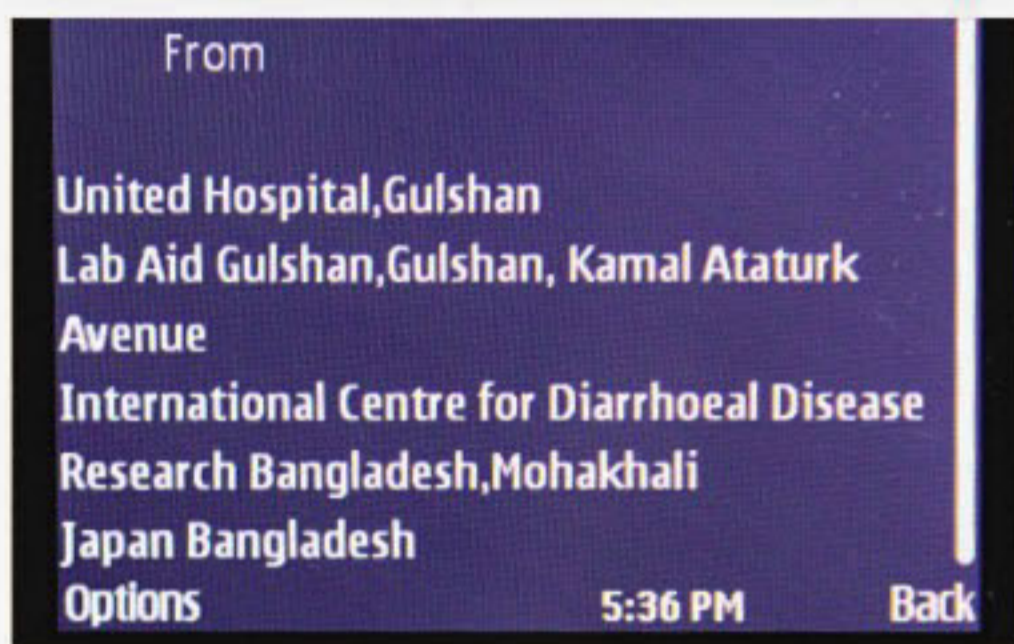 From
United Hospital,Gulshan
Lab Aid Gulshan,Gulshan, Kamal Ataturk
Avenue
International Centre for Diarrhoeal Disease
Research Bangladesh,Mohakhali
Japan Bangladesh
Options 5:36 PM Back